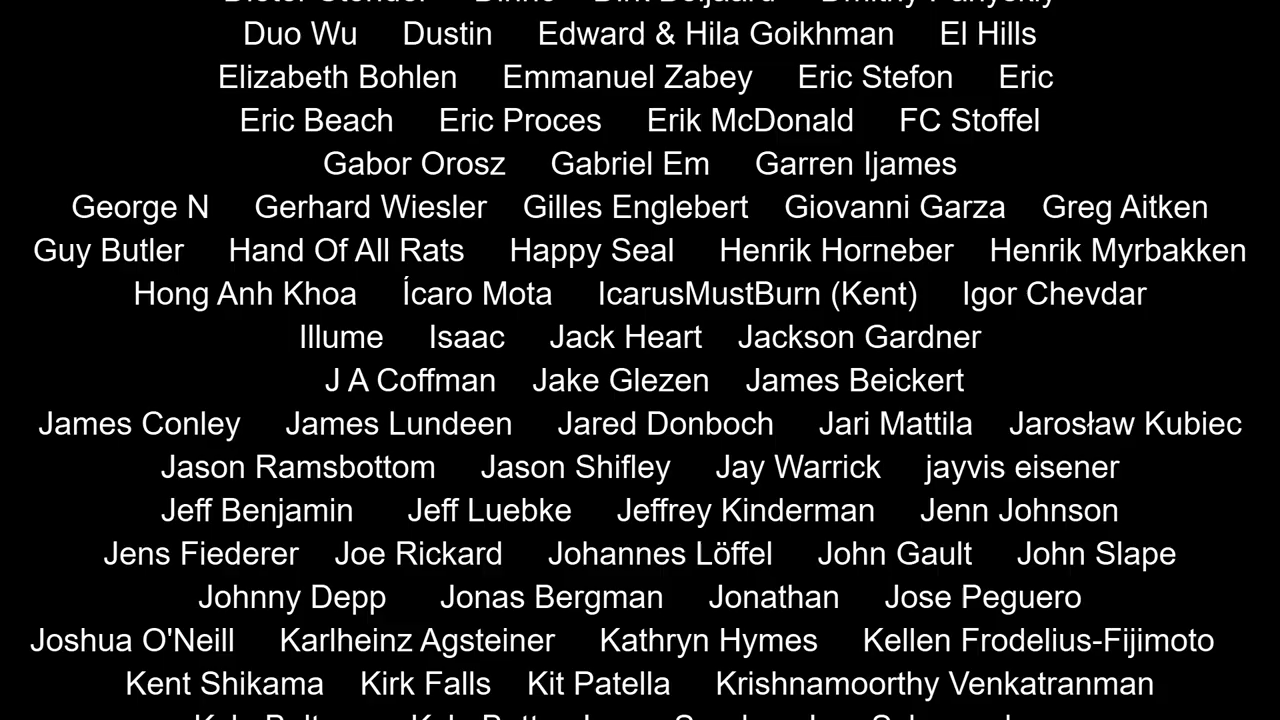 Duo Wu Dustin Edward & Hila Goikhman El Hills
Elizabeth Bohlen Emmanuel Zabey Eric Stefon Eric
Eric Beach Eric Proces Erik McDonald FC Stoffel
Gabor Orosz Gabriel Em Garren Ijames
George N Gerhard Wiesler Gilles Englebert Giovanni Garza Greg Aitken
Guy Butler Hand Of All Rats Happy Seal Henrik Horneber Henrik Myrbakken
Hong Anh Khoa Ícaro Mota IcarusMustBurn (Kent) Igor Chevdar
Illume Isaac Jack Heart Jackson Gardner
J A Coffman Jake Glezen James Beickert
James Conley James Lundeen Jared Donboch Jari Mattila Jarosław Kubiec
Jason Ramsbottom Jason Shifley Jay Warrick jayvis eisener
Jeff Benjamin Jeff Luebke Jeffrey Kinderman Jenn Johnson
Jens Fiederer Joe Rickard Johannes Löffel John Gault John Slape
Johnny Depp Jonas Bergman Jonathan Jose Peguero
Joshua O'Neill Karlheinz Agsteiner Kathryn Hymes Kellen Frodelius-Fijimoto
Kent Shikama Kirk Falls Kit Patella Krishnamoorthy Venkatranman